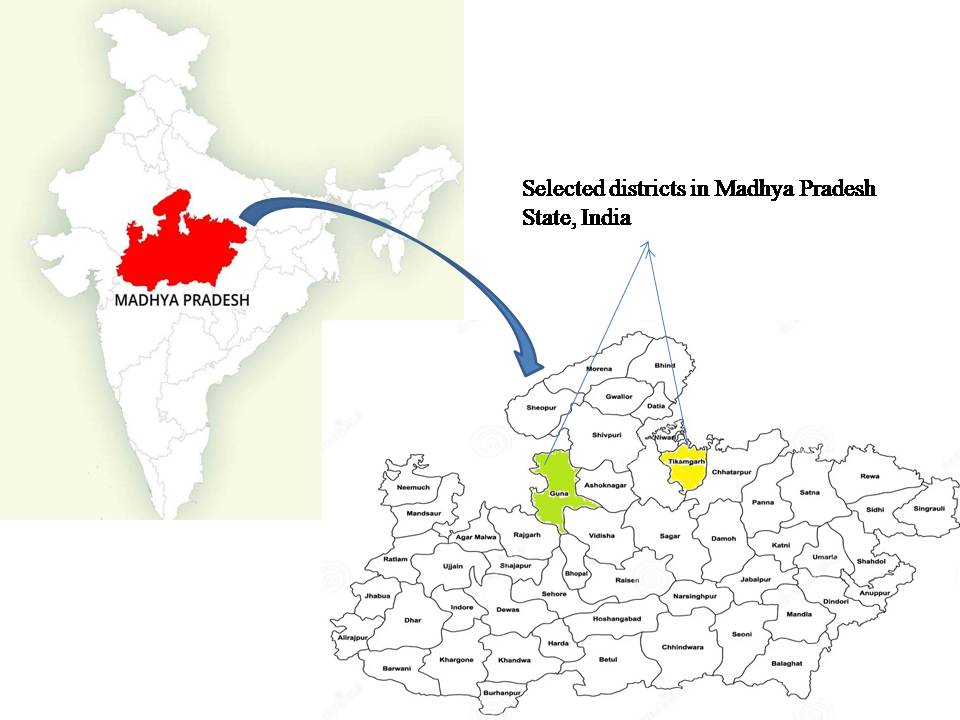 Selected districts in Madhya Pradesh
State, India
MADHYA PRADESH
Morena
Bhind
Gwalior
Sheopur
Datia
Shivpuri
Niwari
Tikamgarh
Chhatarpur
Rewa
Neemuch
Guna
Ashoknagar
Satna
Panna
Mandsaur
Sidhi
Singrauli
Agar Malwa
Rajgarh
Vidisha
Sagar
Damoh
Katni
Umaria
Shahdol
Ratlam
Ujjain
Shajapur
Bhopal
Raisen
Jabalpur
Anuppur
Jhabua
Sehore
Narsinghpur
Dindori
Indore
Dewas
Mandla
Dhar
Hoshangabad
Alirajpur
Harda
Seoni
Chhindwara
Barwani
Khargone
Khandwa
Betul
Balaghat
Burhanpur